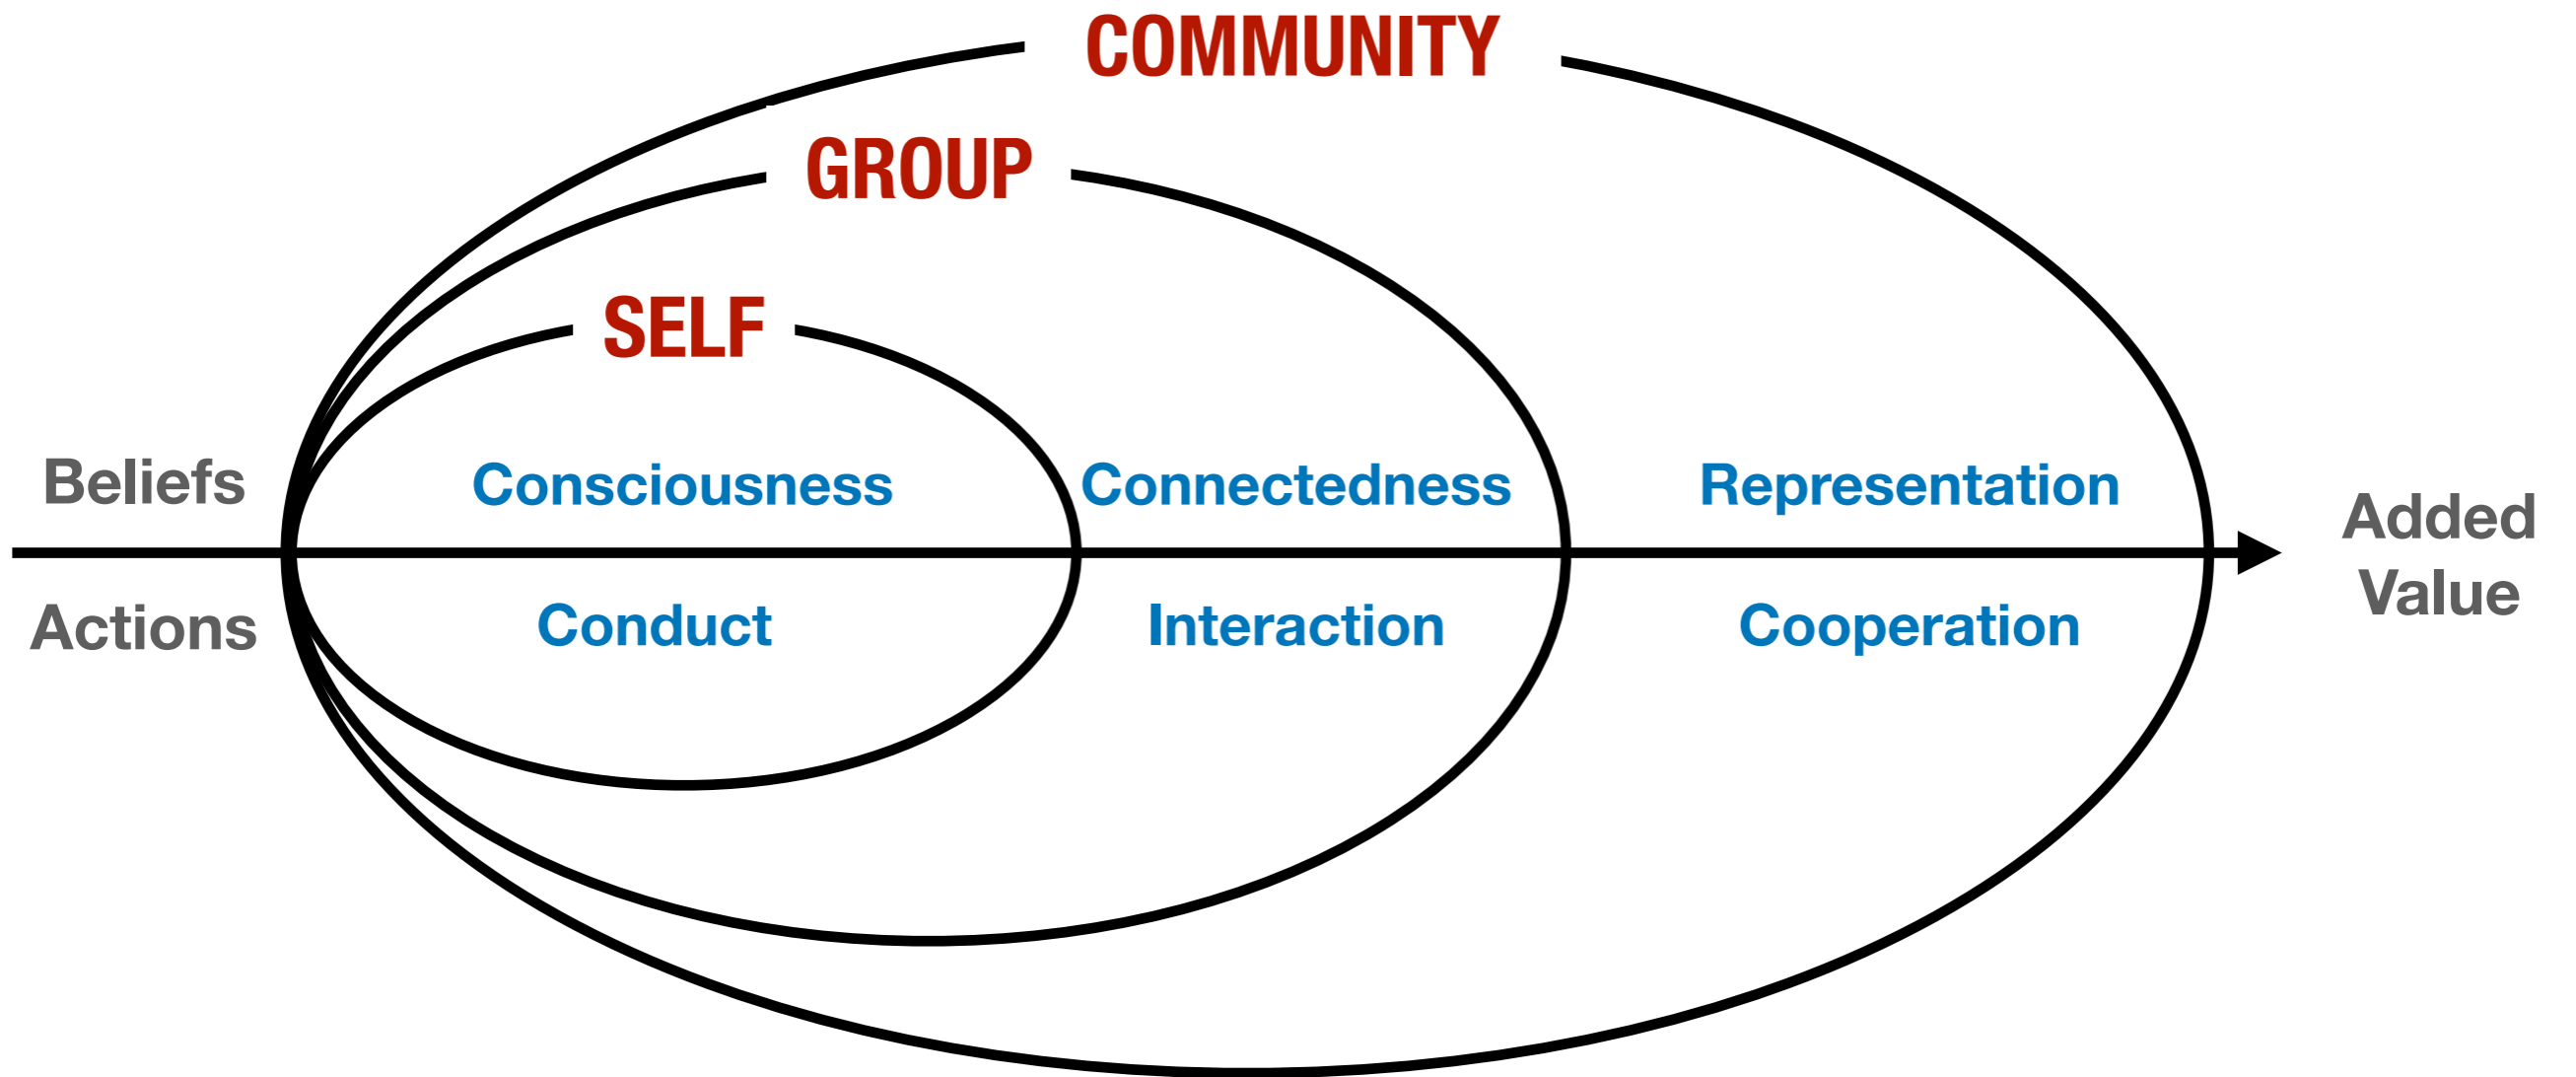 COMMUNITY
GROUP
SELF
Beliefs
Consciousness
Connectedness
Representation
Added
Value
Actions
Conduct
Interaction
Cooperation